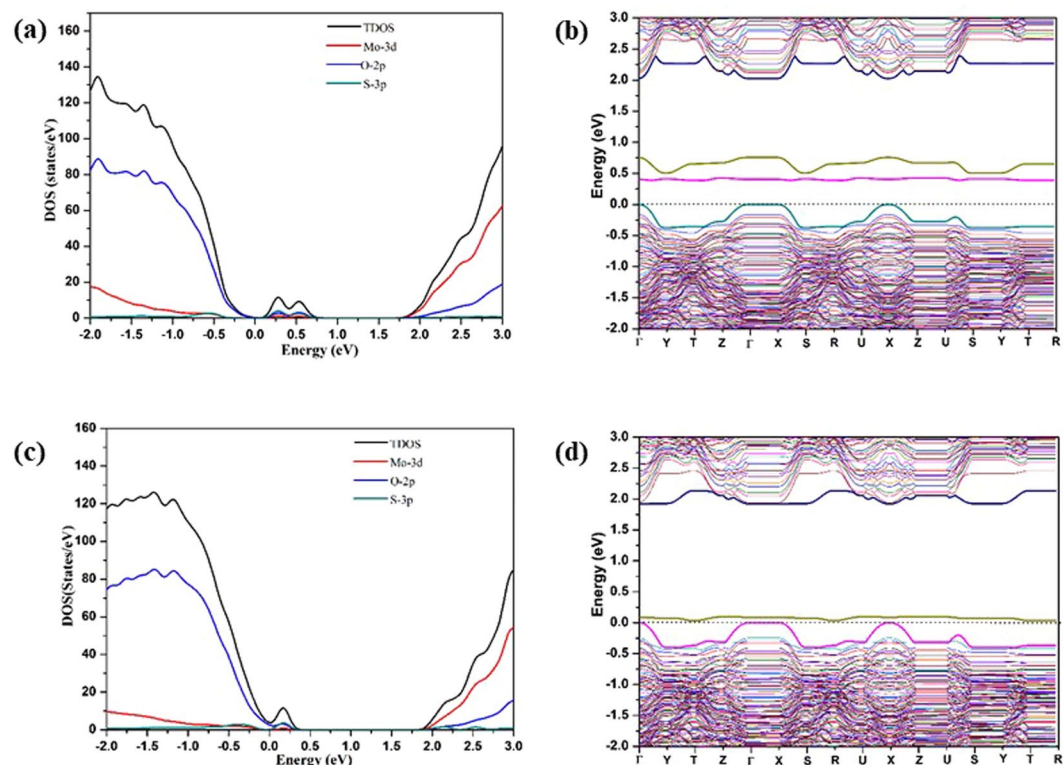 (a)
160
140
120
100
80
60
40
20
0
DOS (states/eV)
TDOS
Mo-3d
O-2p
S-3p
-2.0 -1.5 -1.0 -0.5 0.0 0.5 1.0 1.5 2.0 2.5 3.0
Energy (eV)
(b)
3.0
2.5
2.0
1.5
1.0
0.5
0.0
-0.5
-1.0
-1.5
-2.0
Energy (eV)
Γ Y T Z Γ X S R U X Z U S Y T R
(c)
160
140
120
100
80
60
40
20
0
DOS(States/eV)
TDOS
Mo-3d
O-2p
S-3p
-2.0 -1.5 -1.0 -0.5 0.0 0.5 1.0 1.5 2.0 2.5 3.0
Energy (eV)
(d)
3.0
2.5
2.0
1.5
1.0
0.5
0.0
-0.5
-1.0
-1.5
-2.0
Energy (eV)
Γ Y T Z Γ X S R U X Z U S Y T R